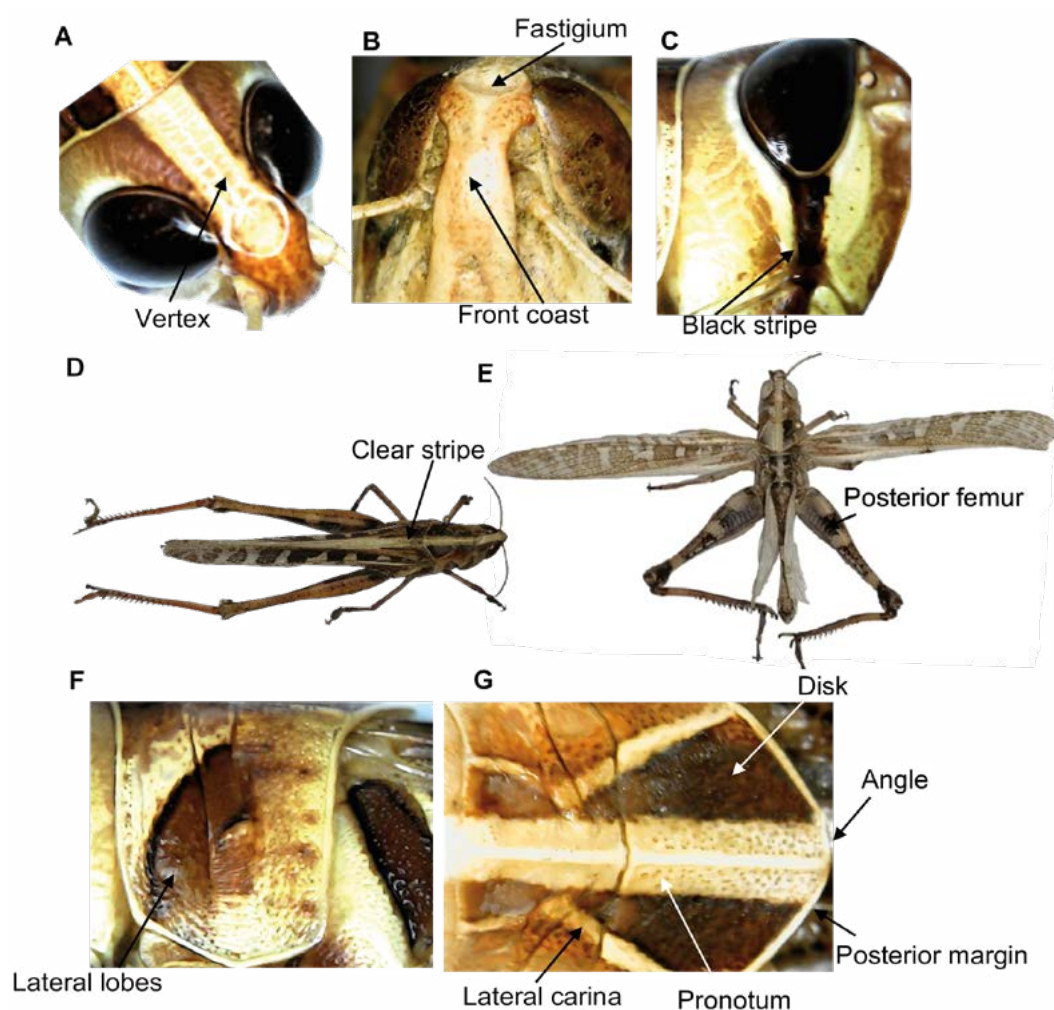 A
B
Fastigium
C
Vertex
Front coast
Black stripe
D
E
Clear stripe
Posterior femur
F
G
Disk
Angle
Lateral lobes
Lateral carina
Pronotum
Posterior margin